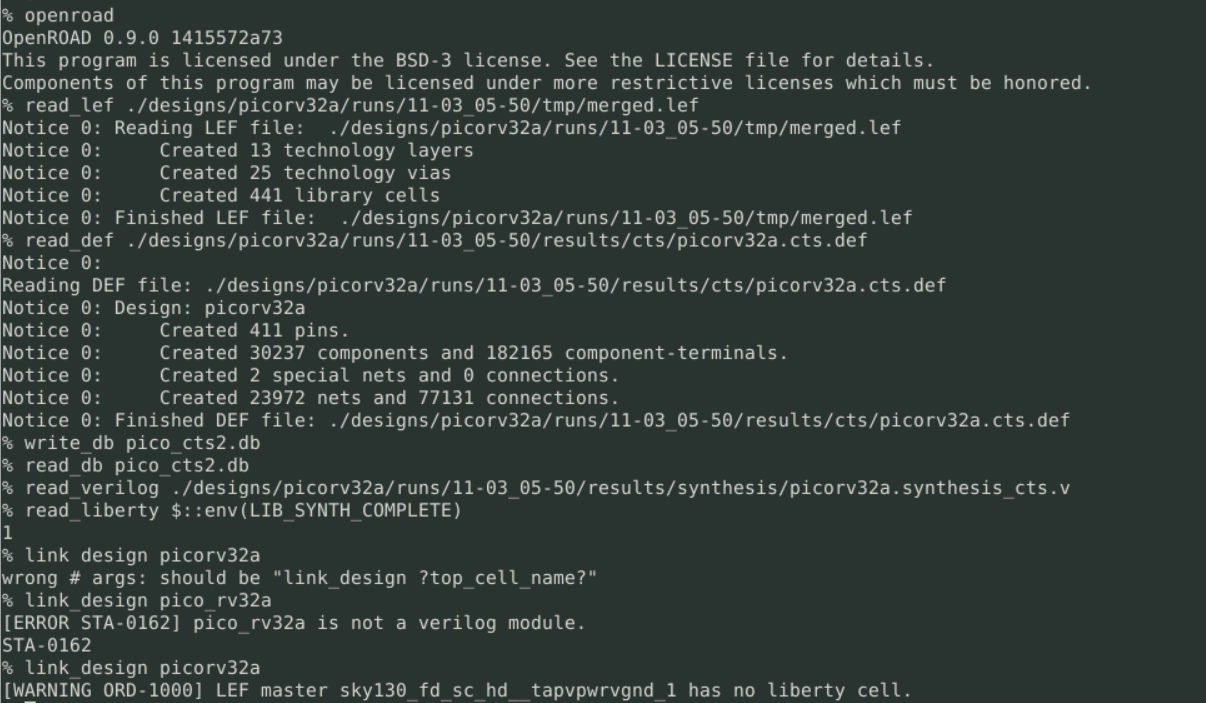 % openroad
OpenROAD 0.9.0 1415572a73
This program is licensed under the BSD-3 license. See the LICENSE file for details.
Components of this program may be licensed under more restrictive licenses which must be honored.
% read_lef ./designs/picorv32a/runs/11-03_05-50/tmp/merged.lef
Notice 0: Reading LEF file:  ./designs/picorv32a/runs/11-03_05-50/tmp/merged.lef
Notice 0:     Created 13 technology layers
Notice 0:     Created 25 technology vias
Notice 0:     Created 441 library cells
Notice 0: Finished LEF file:  ./designs/picorv32a/runs/11-03_05-50/tmp/merged.lef
% read_def ./designs/picorv32a/runs/11-03_05-50/results/cts/picorv32a.cts.def
Notice 0:
Reading DEF file: ./designs/picorv32a/runs/11-03_05-50/results/cts/picorv32a.cts.def
Notice 0: Design: picorv32a
Notice 0:     Created 411 pins.
Notice 0:     Created 30237 components and 182165 component-terminals.
Notice 0:     Created 2 special nets and 0 connections.
Notice 0:     Created 23972 nets and 77131 connections.
Notice 0: Finished DEF file: ./designs/picorv32a/runs/11-03_05-50/results/cts/picorv32a.cts.def
% write_db pico_cts2.db
% read_db pico_cts2.db
% read_verilog ./designs/picorv32a/runs/11-03_05-50/results/synthesis/picorv32a.synthesis_cts.v
% read_liberty $::env(LIB_SYNTH_COMPLETE)
1
% link design picorv32a
wrong # args: should be "link_design ?top_cell_name?"
% link_design pico_rv32a
[ERROR STA-0162] pico_rv32a is not a verilog module.
STA-0162
% link_design picorv32a
[WARNING ORD-1000] LEF master sky130_fd_sc_hd__tapvpwrvgnd_1 has no liberty cell.